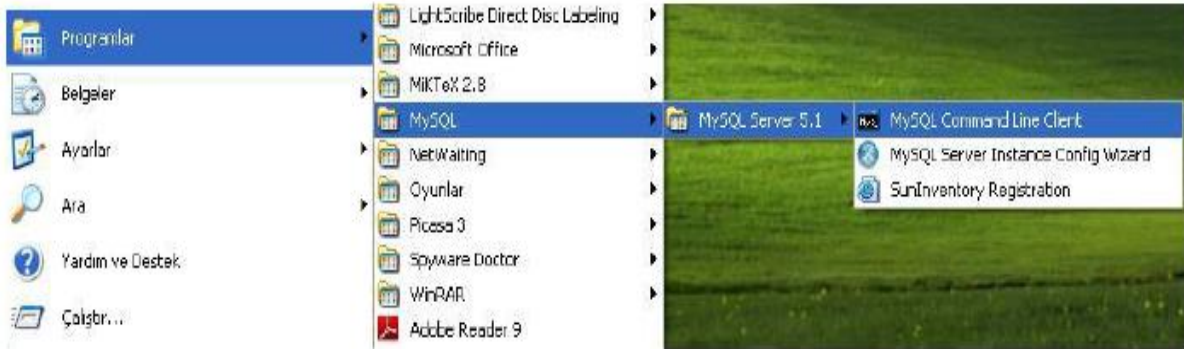 Programlar
Belgeler
Ayarlar
Ara
Yardım ve Destek
Çalıştır...
LightScribe Direct Disc Labeling
Microsoft Office
MiKTeX 2.8
MySQL
NetWaiting
Oyunlar
Picasa 3
Spyware Doctor
WinRAR
Adobe Reader 9
MySQL Server 5.1
MySQL Command Line Client
MySQL Server Instance Config Wizard
SunInventory Registration